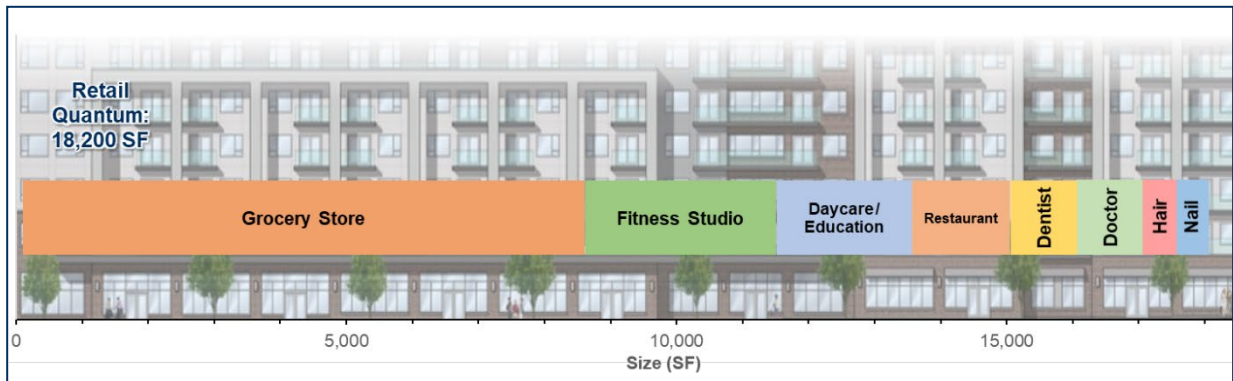 Retail
Quantum:
18,200 SF
Grocery Store
Fitness Studio
Daycare/
Education
Restaurant
Dentist
Doctor
Hair
Nail
0
5,000
10,000
15,000
Size (SF)